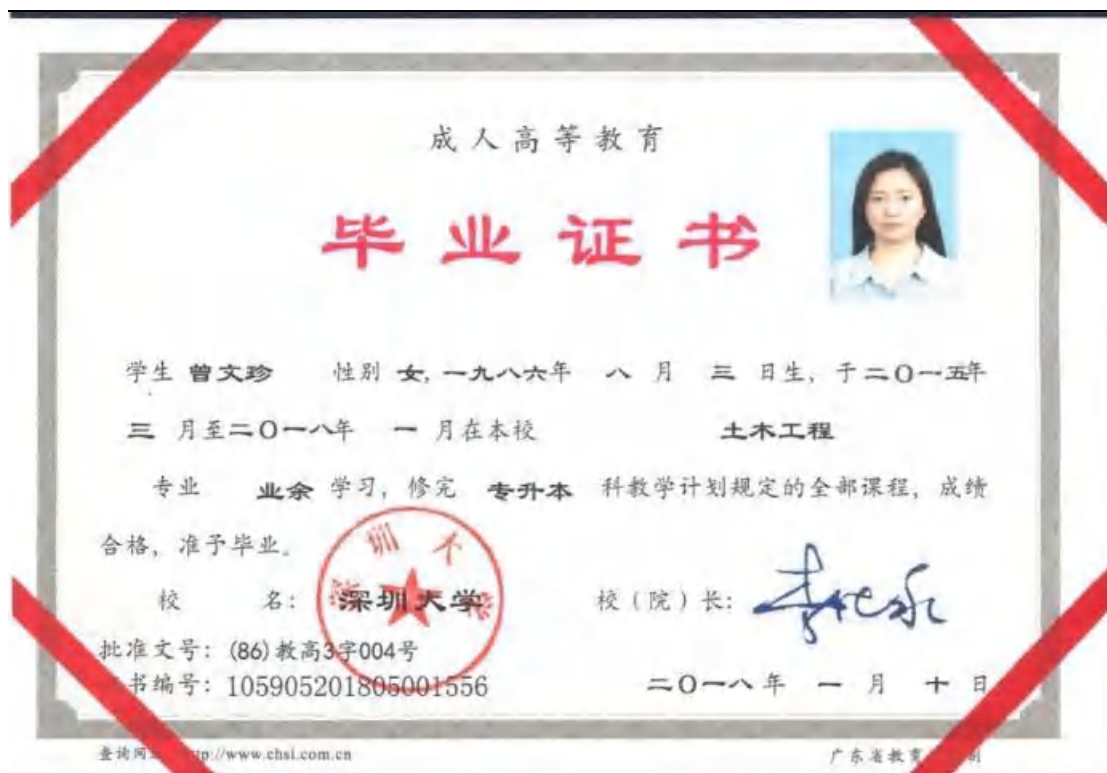 成人高等教育
毕业证书
学生 曾文珍 性别 女, 一九八六年 八 月 三 日生, 于二〇一五年
三 月至二〇一八年 一 月在本校 土木工程
专业 业余 学习, 修完 专升本 科教学计划规定的全部课程, 成绩
合格, 准予毕业。
校 名: 深圳大学 校(院)长:
批准文号: (86)教高3字004号
书编号: 105905201805001556 二〇一八年 一 月 十 日
查询网 tp://www.chsi.com.cn 广东省教育 制